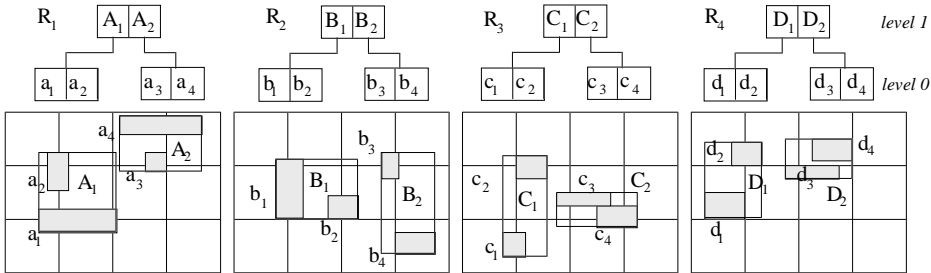 R₁ A₁ A₂ R₂ B₁ B₂ R₃ C₁ C₂ R₄ D₁ D₂ level 1
a₁ a₂ a₃ a₄ b₁ b₂ b₃ b₄ c₁ c₂ c₃ c₄ d₁ d₂ d₃ d₄ level 0
a₄ A₂ a₃ a₂ A₁ a₁
b₃ B₁ b₁ B₂ b₂ b₄
c₂ c₃ C₂ C₁ c₄ c₁
d₂ d₄ d₃ D₁ D₂ d₁